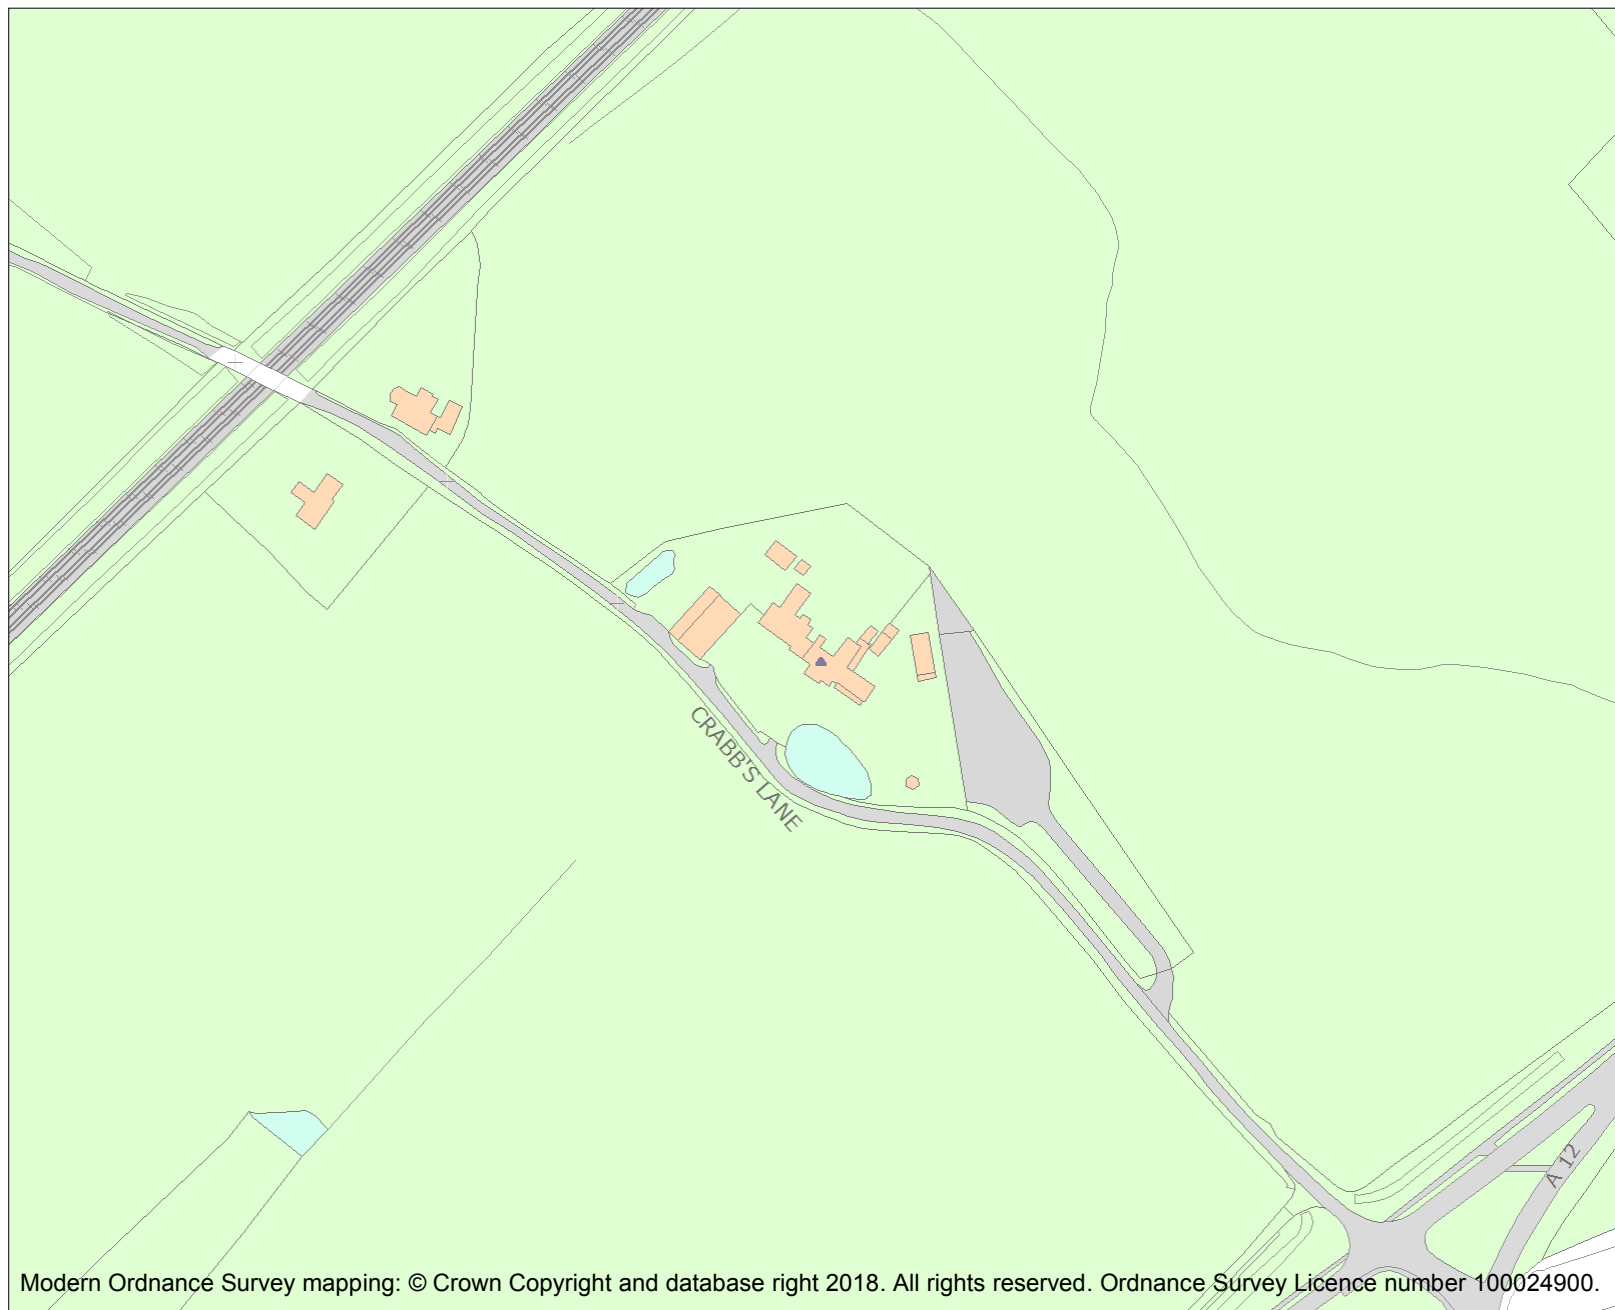 CRABB'S LANE
A 12
Modern Ordnance Survey mapping: © Crown Copyright and database right 2018. All rights reserved. Ordnance Survey Licence number 100024900.